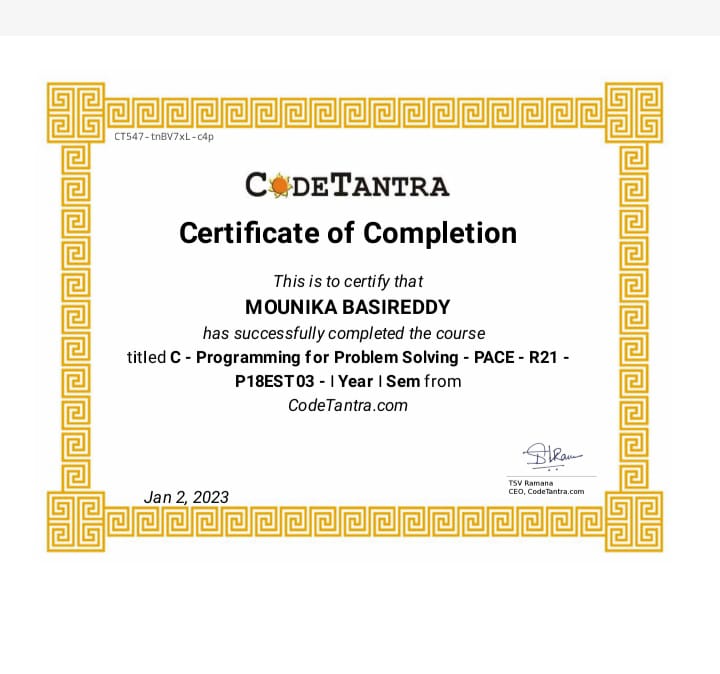 CT547-tnBV7xL-c4p
CODETANTRA
Certificate of Completion
This is to certify that
MOUNIKA BASIREDDY
has successfully completed the course
titled C - Programming for Problem Solving - PACE - R21 -
P18EST03 - I Year I Sem from
CodeTantra.com
TSV Ramana
CEO, CodeTantra.com
Jan 2, 2023